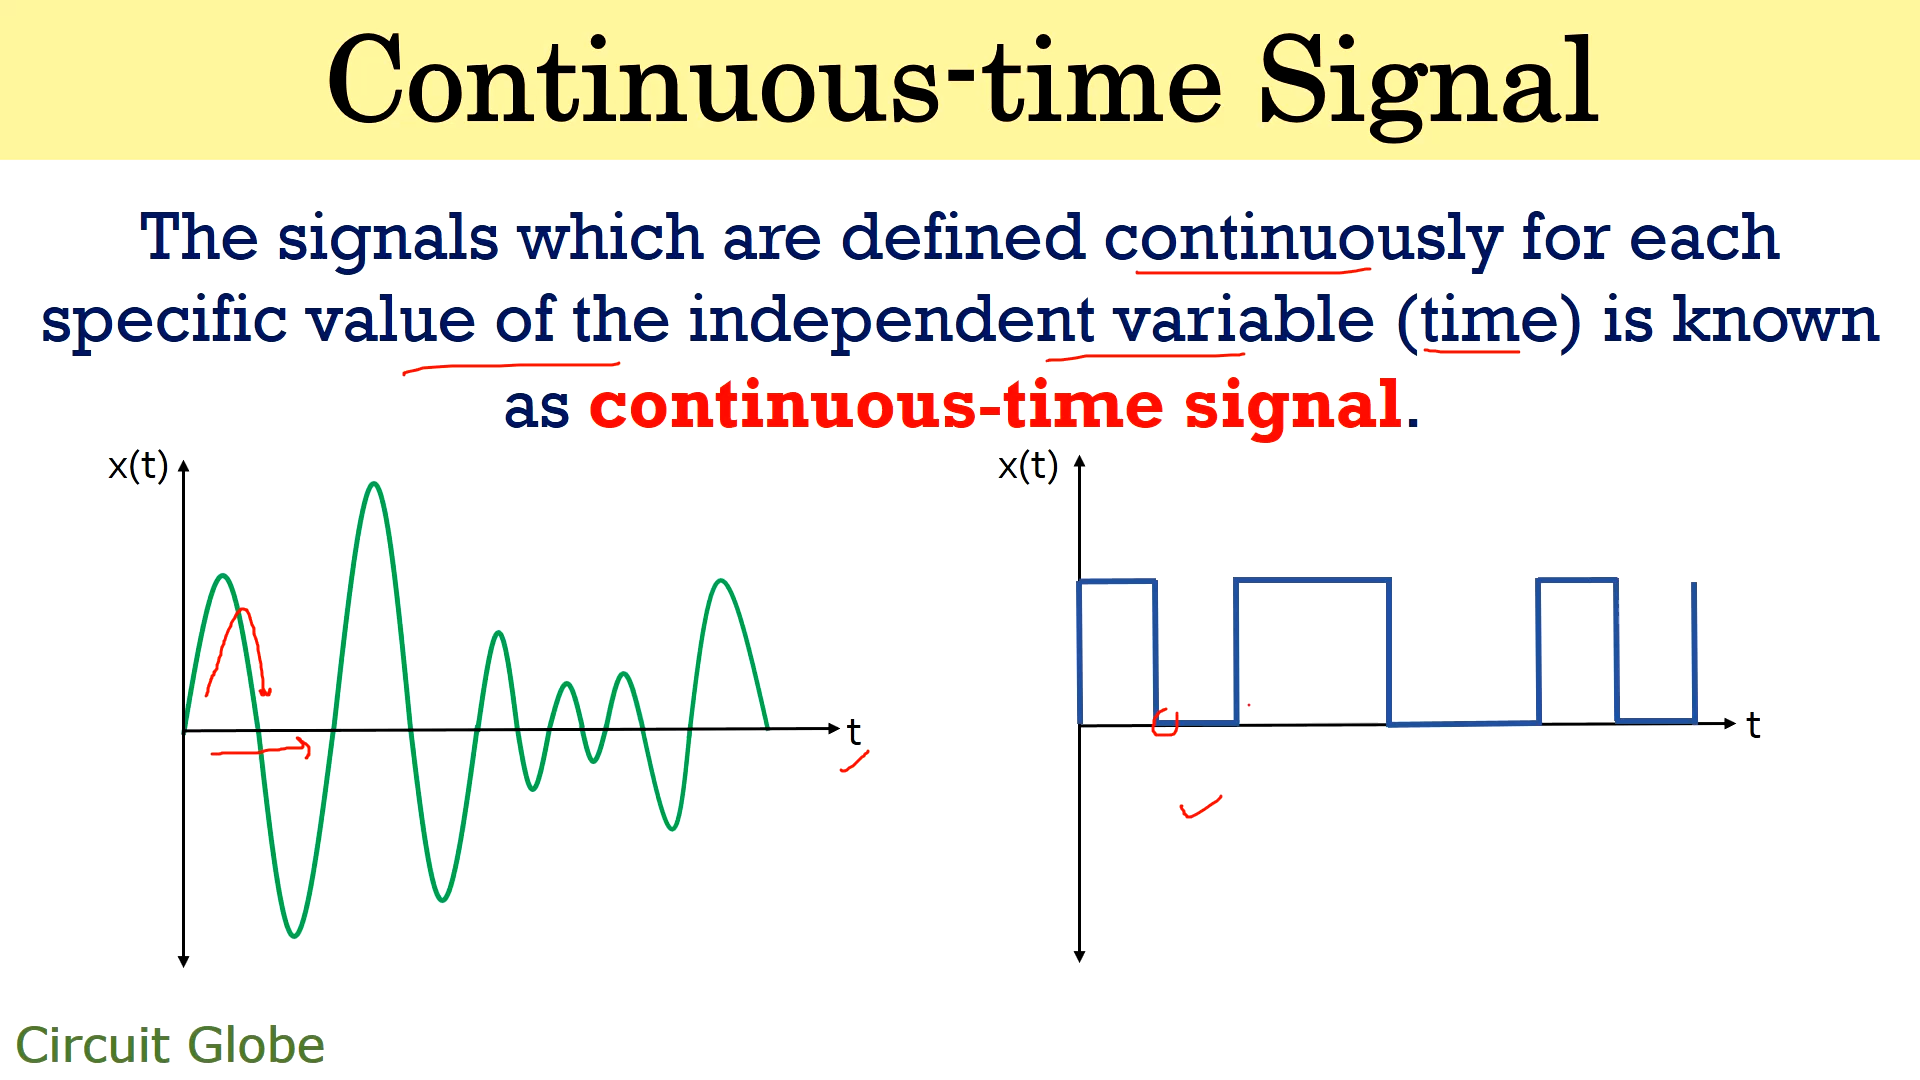 Continuous-time Signal
The signals which are defined continuously for each
specific value of the independent variable (time) is known
as continuous-time signal.
x(t)
t
x(t)
t
Circuit Globe